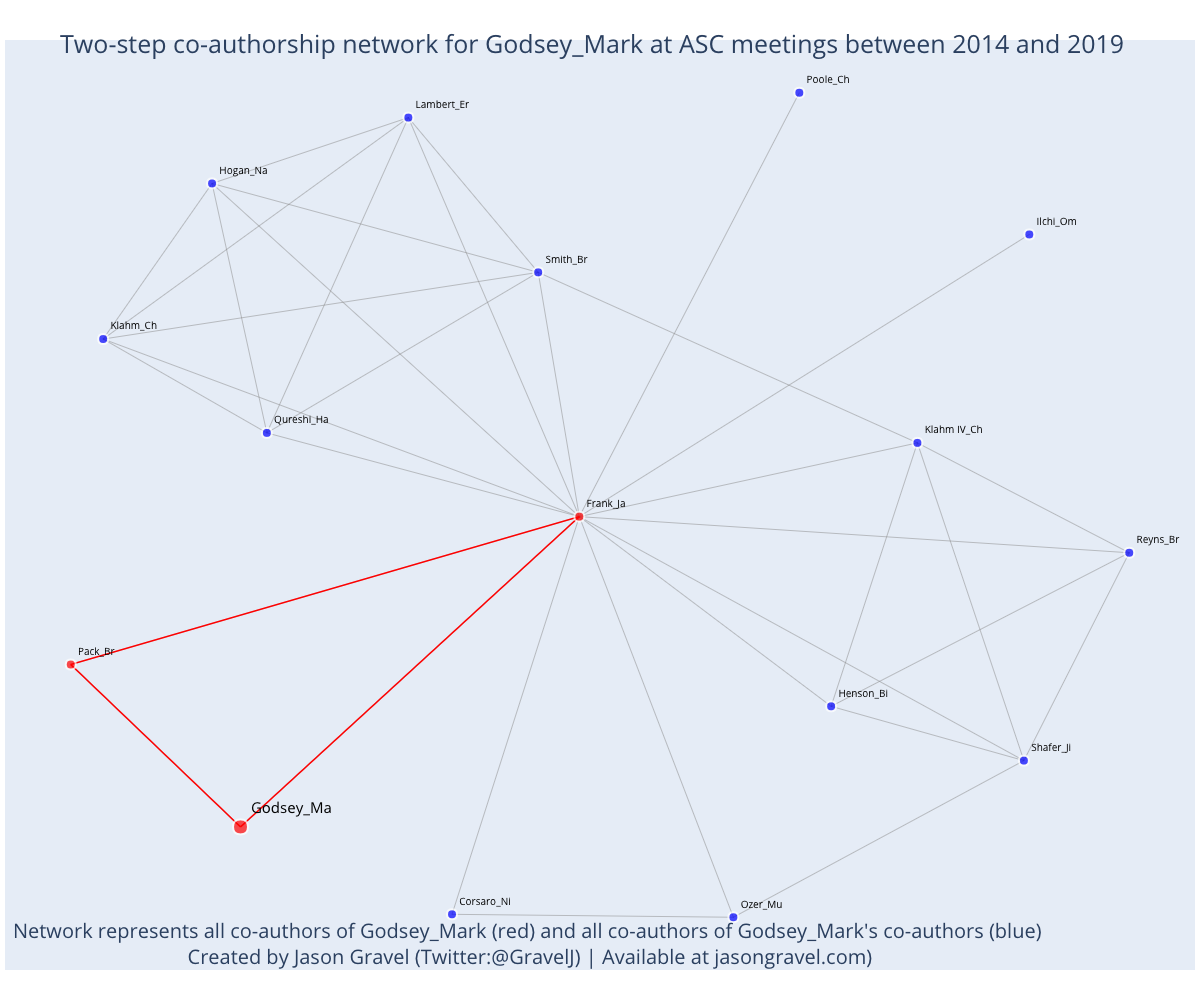 Two-step co-authorship network for Godsey_Mark at ASC meetings between 2014 and 2019
Poole_Ch
Lambert_Er
Hogan_Na
Ilchi_Om
Smith_Br
Klahm_Ch
Qureshi_Ha
Klahm IV_Ch
Frank_Ja
Reyns_Br
Pack_Br
Henson_Bi
Shafer_Ji
Godsey_Ma
Corsaro_Ni
Ozer_Mu
Network represents all co-authors of Godsey_Mark (red) and all co-authors of Godsey_Mark's co-authors (blue)
Created by Jason Gravel (Twitter:@GravelJ) | Available at jasongravel.com)